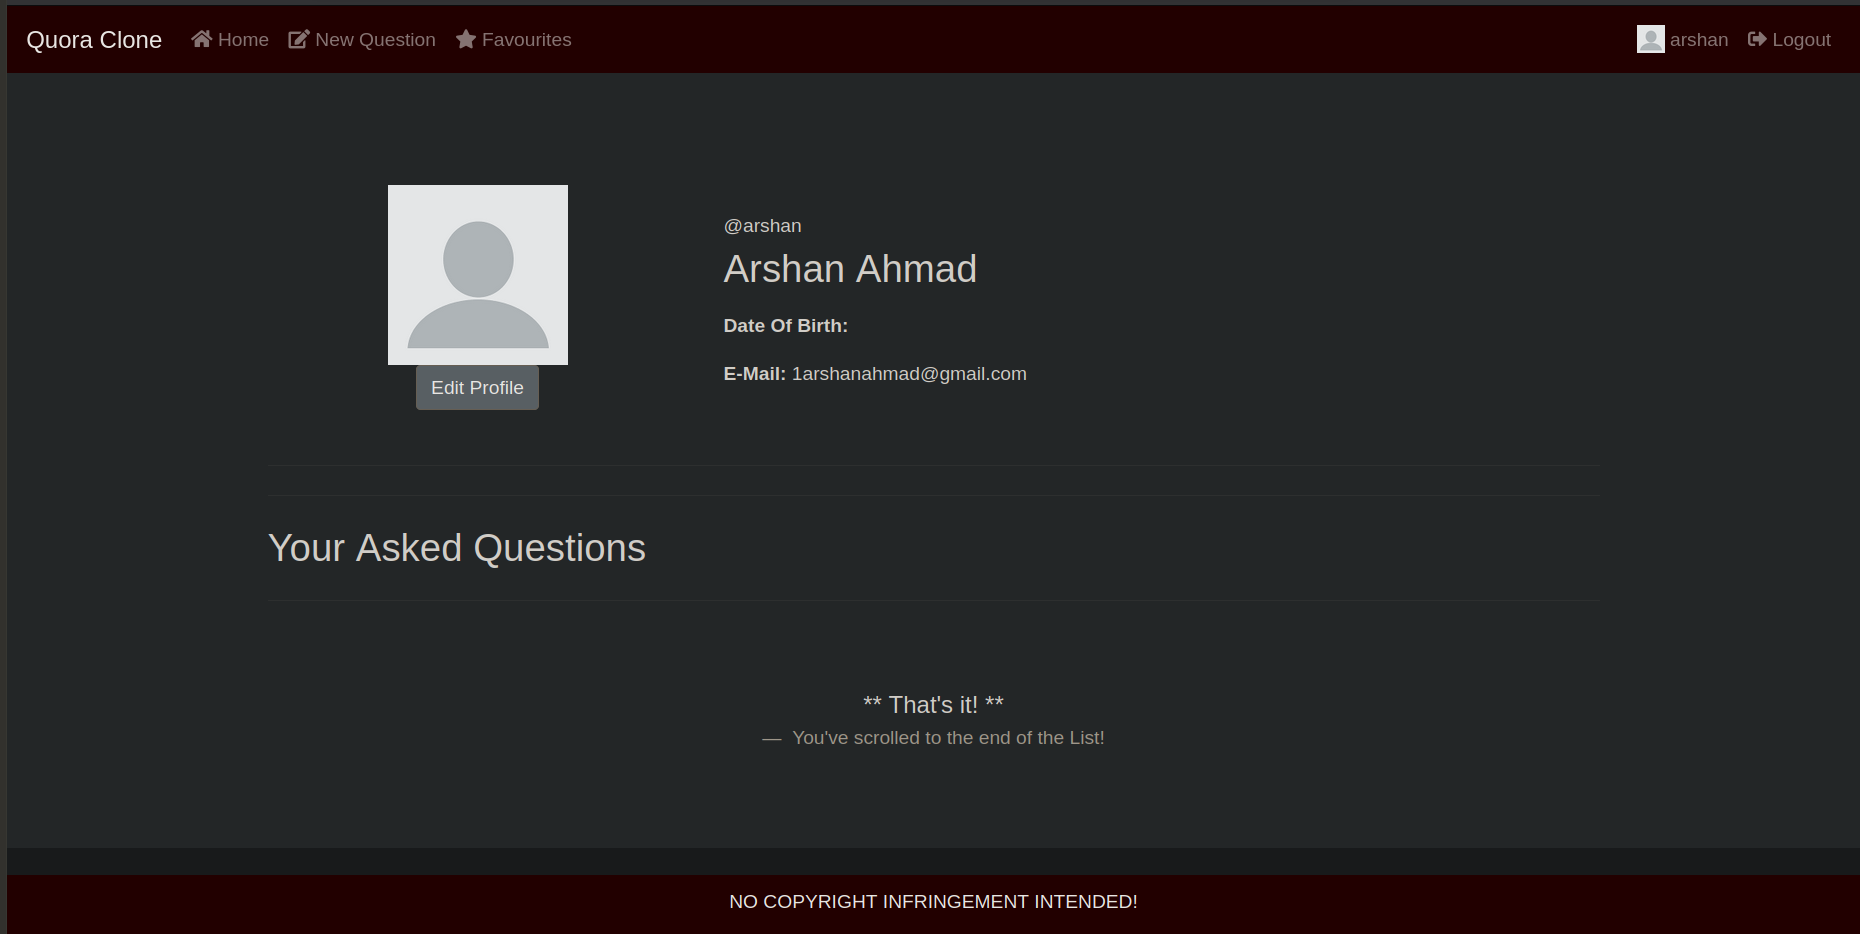 Quora Clone Home New Question Favourites arshan Logout
@arshan
Arshan Ahmad
Date Of Birth:
E-Mail: 1arshanahmad@gmail.com
Edit Profile
Your Asked Questions
** That's it! **
— You've scrolled to the end of the List!
NO COPYRIGHT INFRINGEMENT INTENDED!